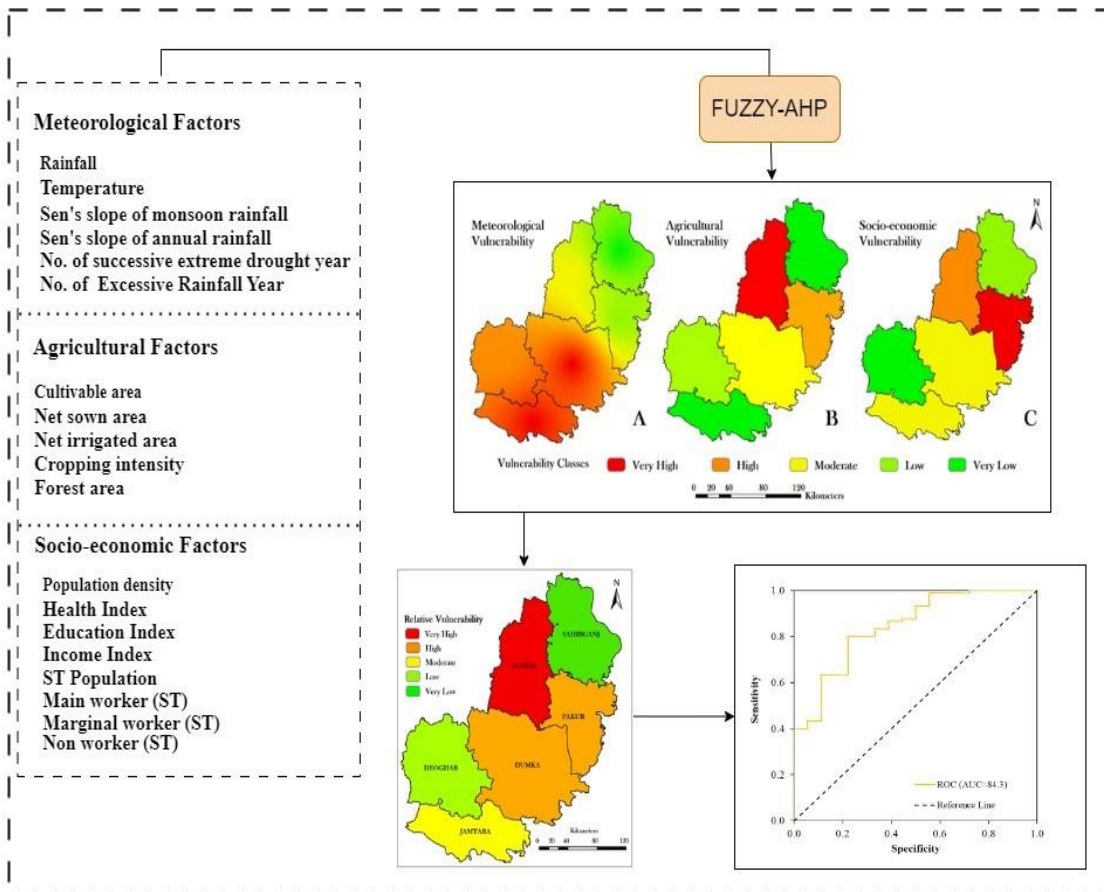 Meteorological Factors
Rainfall
Temperature
Sen's slope of monsoon rainfall
Sen's slope of annual rainfall
No. of successive extreme drought year
No. of Excessive Rainfall Year
Agricultural Factors
Cultivable area
Net sown area
Net irrigated area
Cropping intensity
Forest area
Socio-economic Factors
Population density
Health Index
Education Index
Income Index
ST Population
Main worker (ST)
Marginal worker (ST)
Non worker (ST)
FUZZY-AHP
Meteorological
Vulnerability
A
Agricultural
Vulnerability
B
Socio-economic
Vulnerability
C
N
Vulnerability Classes
Very High
High
Moderate
Low
Very Low
0 20 40 80 120
Kilometers
N
Relative Vulnerability
Very High
High
Moderate
Low
Very Low
SAHIBGANJ
PAKUR
DUMKA
DEOGHAR
JAMTARA
Kilometers
0 20 40 80 120
Sensitivity
1.0
0.8
0.6
0.4
0.2
0.0
0.0 0.2 0.4 0.6 0.8 1.0
Specificity
ROC (AUC=84.3)
Reference Line